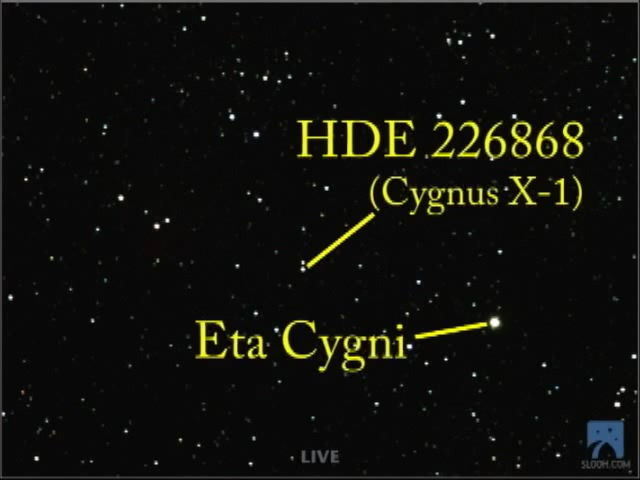 HDE 226868
(Cygnus X-1)
Eta Cygni
LIVE
SLOOH.COM